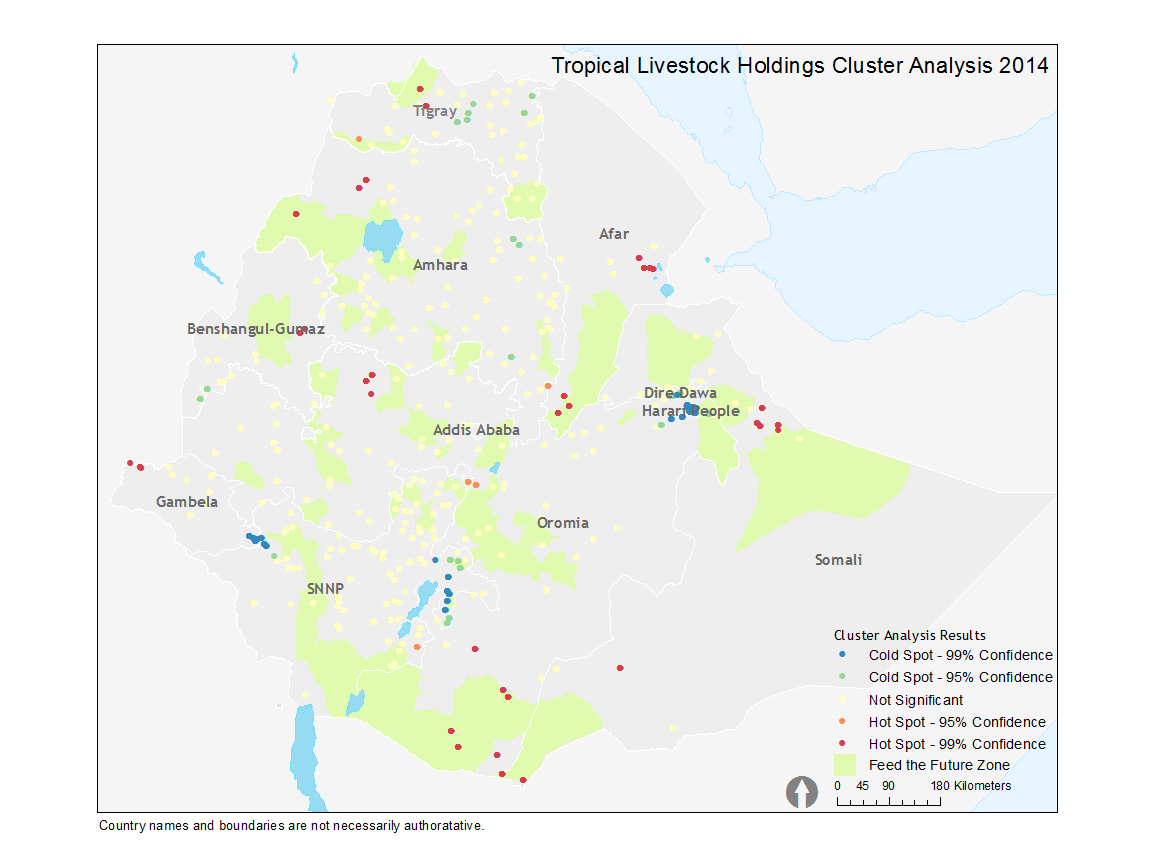 Tropical Livestock Holdings Cluster Analysis 2014
Tigray
Afar
Amhara
Benshangul-Gumaz
Dire Dawa
Harari People
Addis Ababa
Gambela
Oromia
Somali
SNNP
Cluster Analysis Results
Cold Spot - 99% Confidence
Cold Spot - 95% Confidence
Not Significant
Hot Spot - 95% Confidence
Hot Spot - 99% Confidence
Feed the Future Zone
0 45 90 180 Kilometers
Country names and boundaries are not necessarily authoratative.